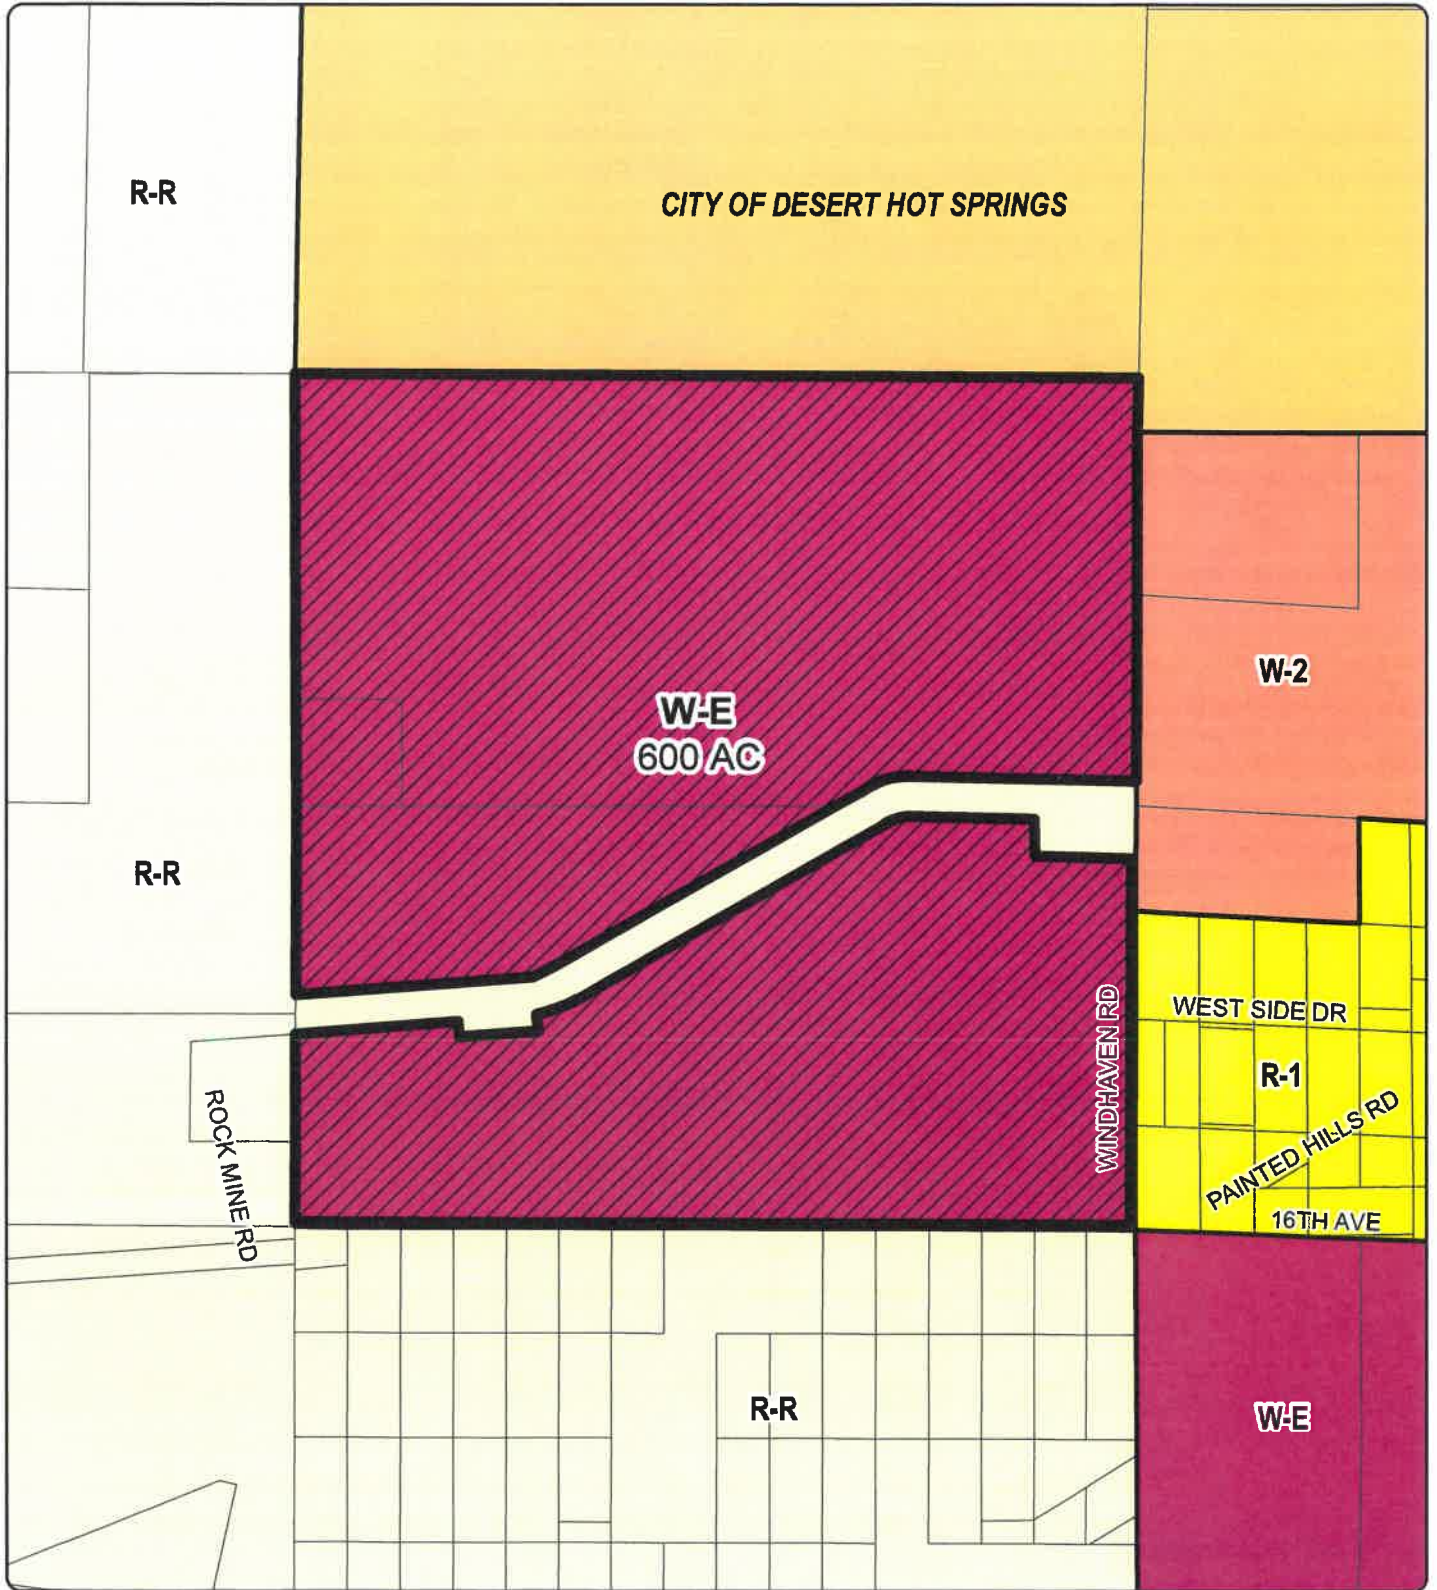 R-R
CITY OF DESERT HOT SPRINGS
W-2
W-E
600 AC
R-R
WINDHAVEN RD
WEST SIDE DR
R-1
ROCK MINE RD
PAINTED HILLS RD
16TH AVE
R-R
W-E